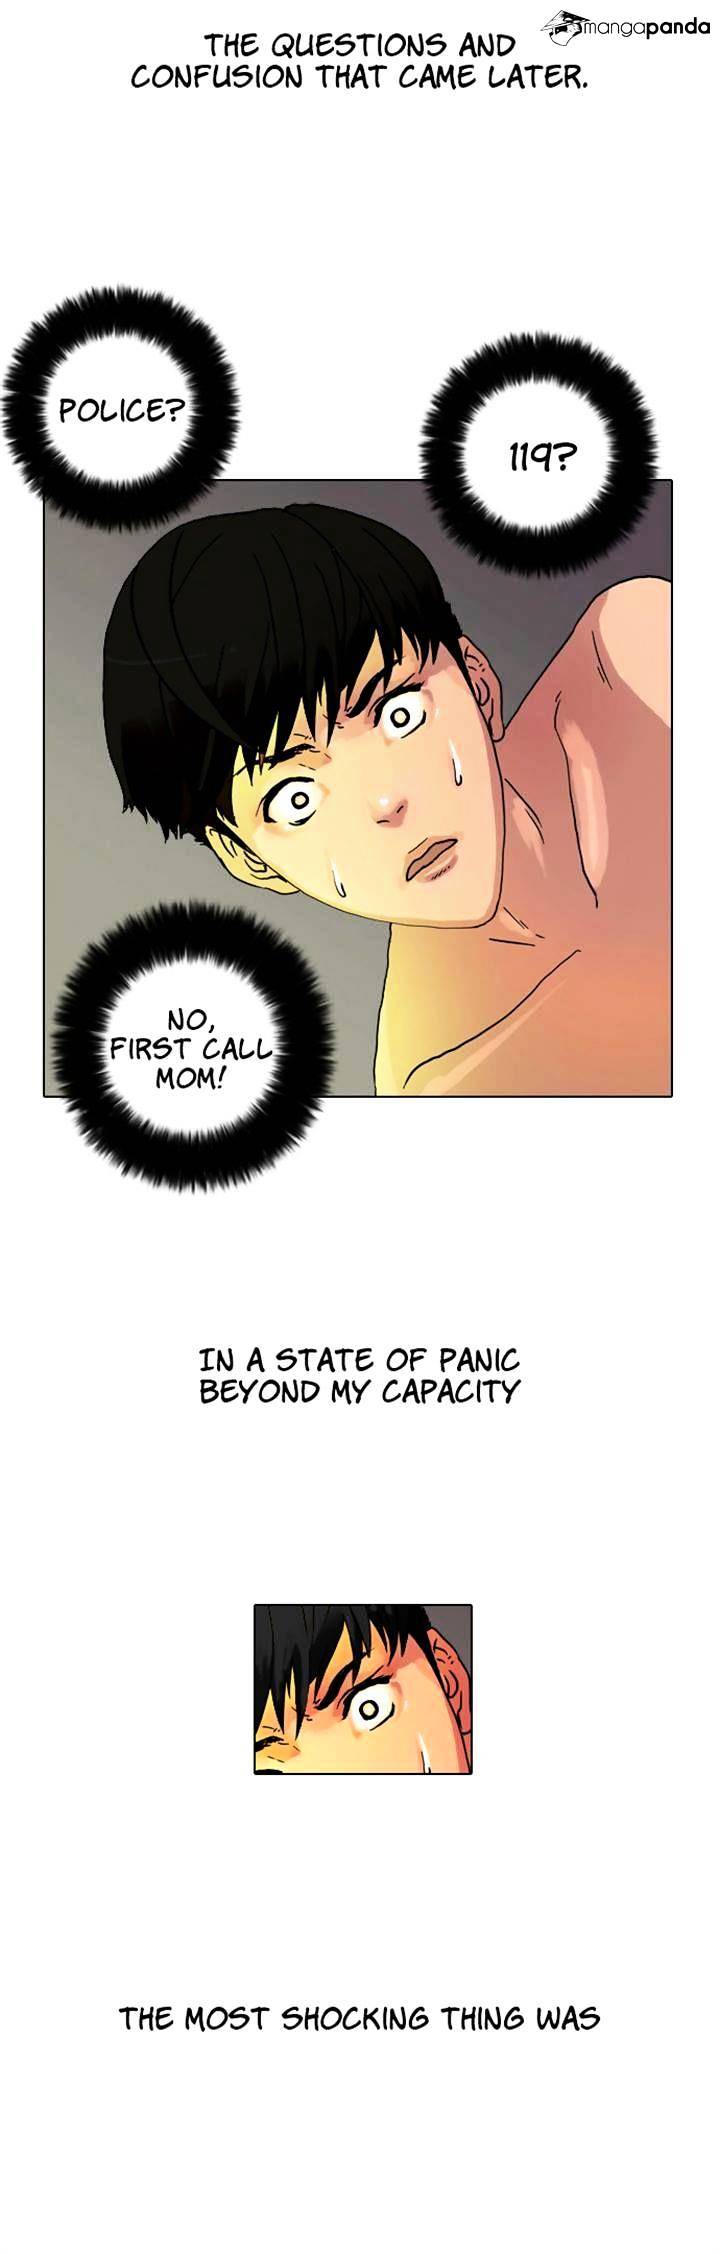 mangapanda
THE QUESTIONS AND
CONFUSION THAT CAME LATER.
POLICE?
119?
NO,
FIRST CALL
MOM!
IN A STATE OF PANIC
BEYOND MY CAPACITY
THE MOST SHOCKING THING WAS